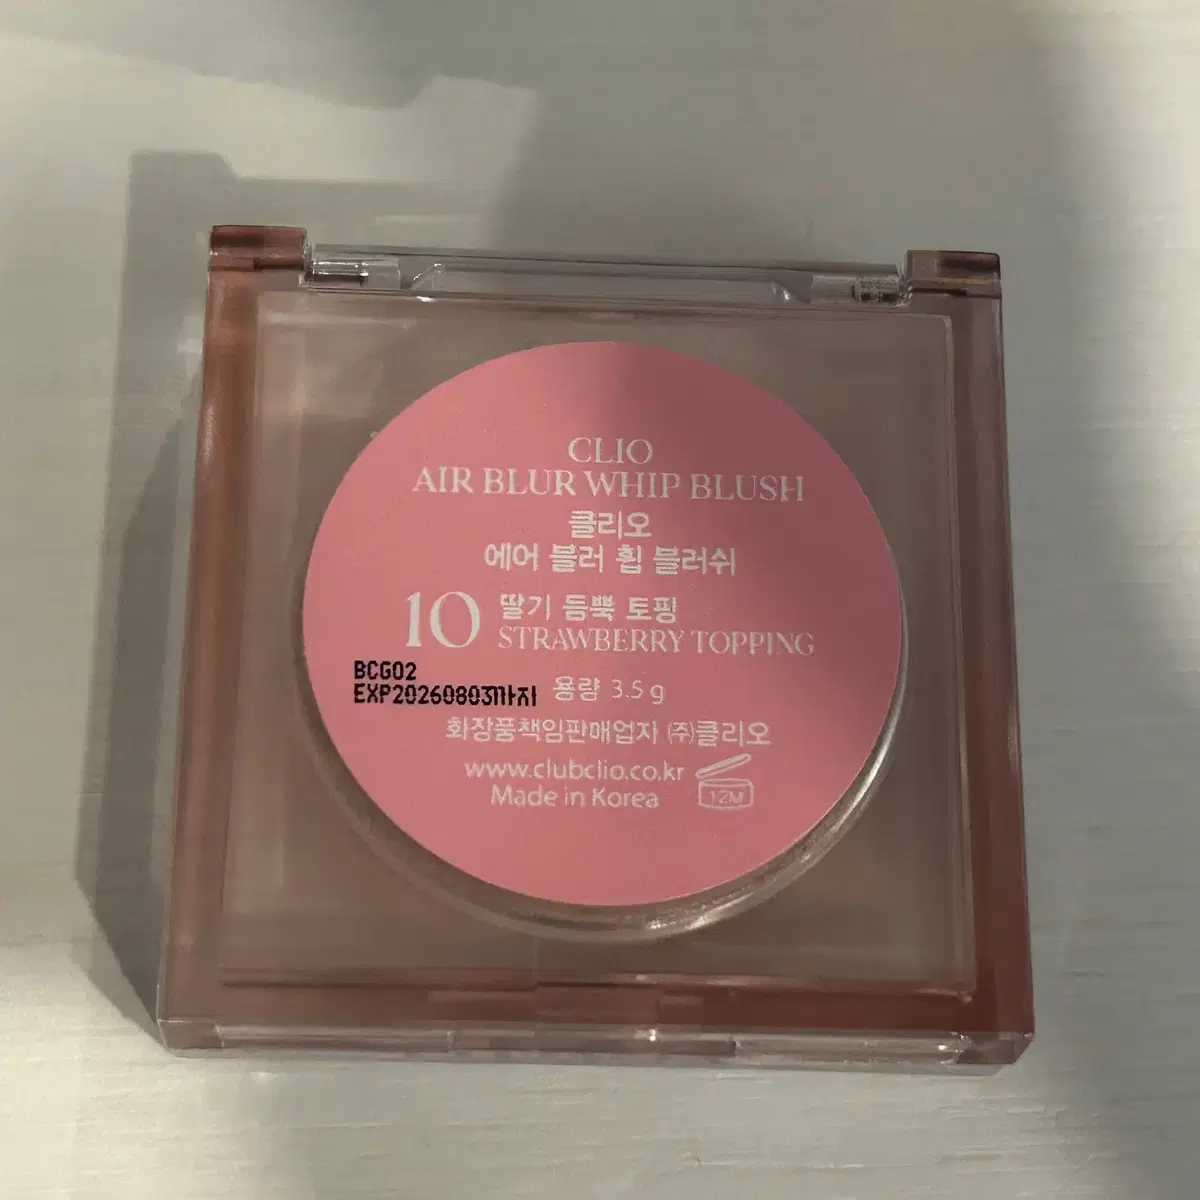 CLIO
AIR BLUR WHIP BLUSH
클리오
에어 블러 휩 블러쉬
10 딸기 듬뿍 토핑
STRAWBERRY TOPPING
BCG02
EXP20260803까지
용량 3.5 g
화장품책임판매업자 ㈜클리오
www.clubclio.co.kr
Made in Korea
12M